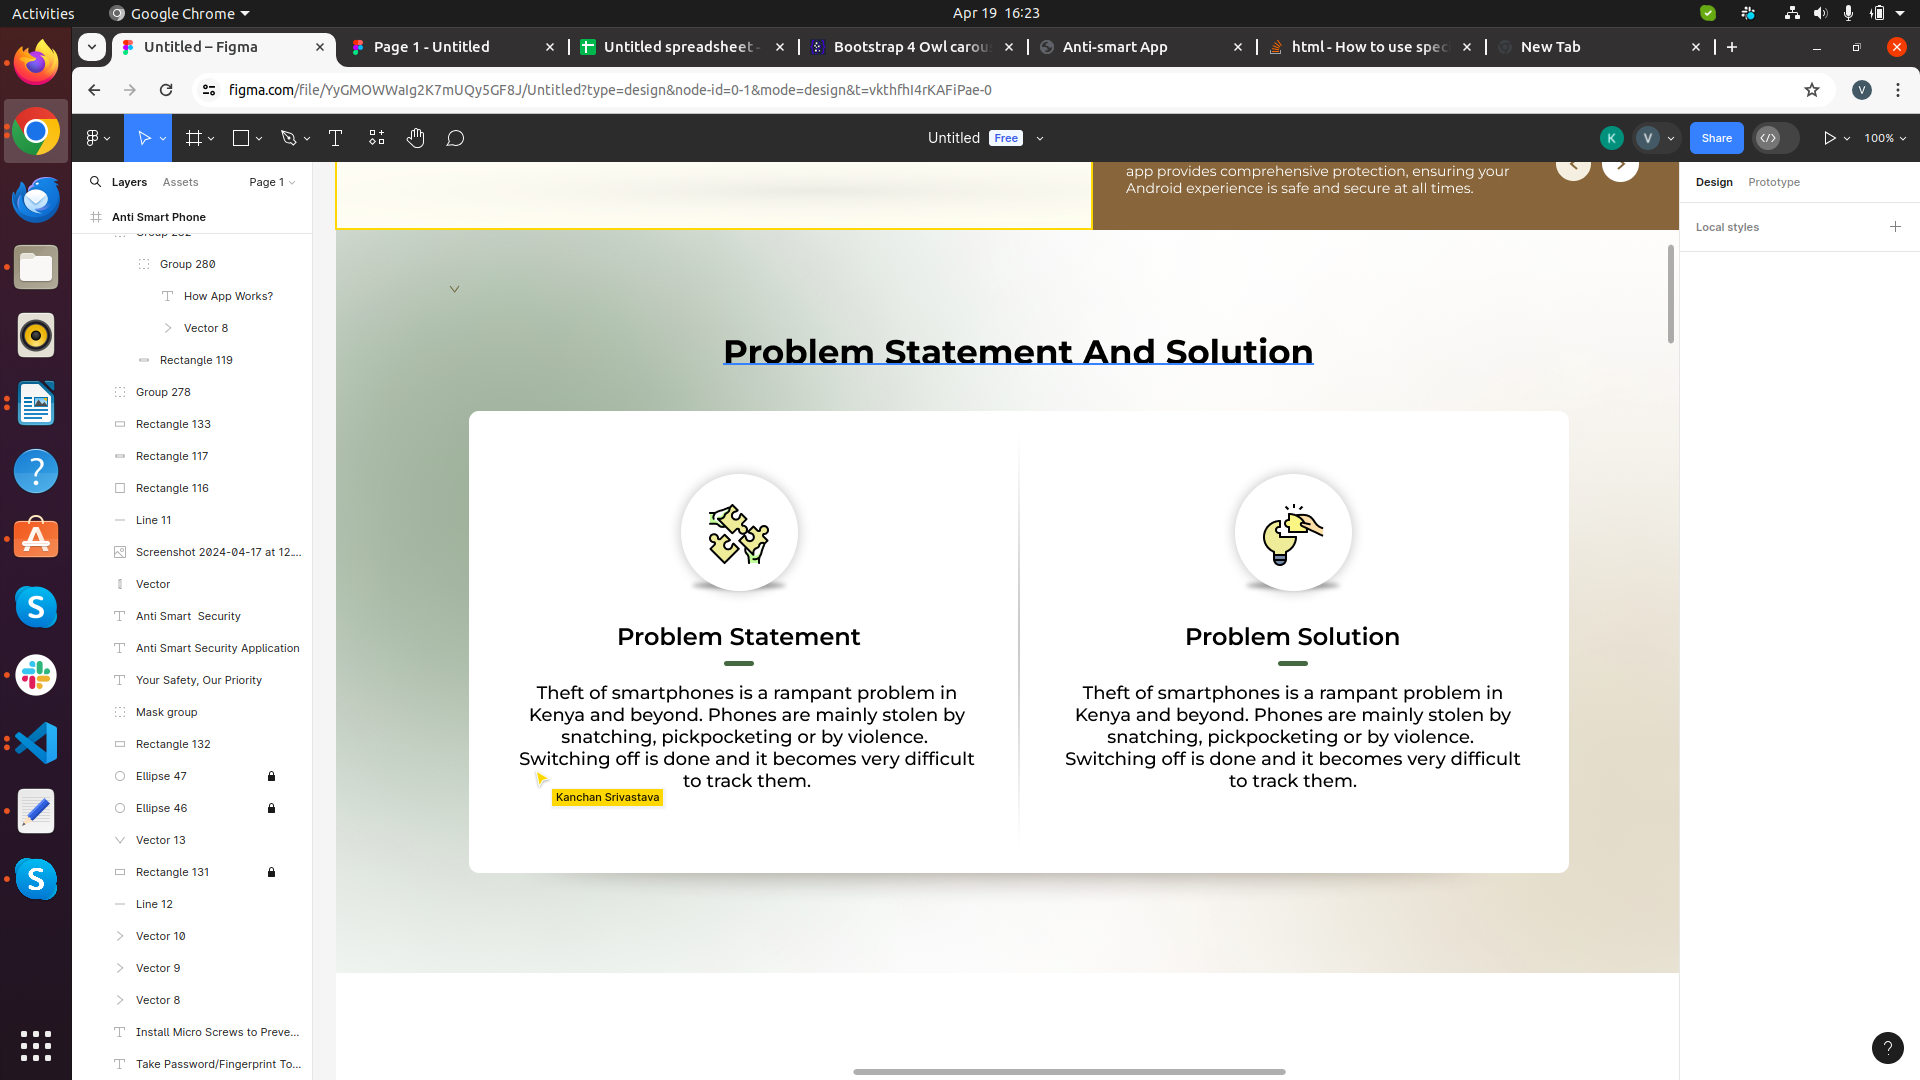 Activities
Google Chrome
Apr 19 16:23
Untitled – Figma
Page 1 - Untitled
Untitled spreadsheet -
Bootstrap 4 Owl carou
Anti-smart App
html - How to use spec
New Tab
figma.com/file/YyGMOWWaIg2K7mUQy5GF8J/Untitled?type=design&node-id=0-1&mode=design&t=vkthfhI4rKAFiPae-0
V
Untitled
Free
K
V
Share
100%
Layers
Assets
Page 1
Design
Prototype
Anti Smart Phone
Local styles
Group 280
How App Works?
Vector 8
Rectangle 119
Group 278
Rectangle 133
Rectangle 117
Rectangle 116
Line 11
Screenshot 2024-04-17 at 12....
Vector
Anti Smart  Security
Anti Smart Security Application
Your Safety, Our Priority
Mask group
Rectangle 132
Ellipse 47
Ellipse 46
Vector 13
Rectangle 131
Line 12
Vector 10
Vector 9
Vector 8
Install Micro Screws to Preve...
Take Password/Fingerprint To...
app provides comprehensive protection, ensuring your
Android experience is safe and secure at all times.
Problem Statement And Solution
Problem Statement
Theft of smartphones is a rampant problem in
Kenya and beyond. Phones are mainly stolen by
snatching, pickpocketing or by violence.
Switching off is done and it becomes very difficult
to track them.
Kanchan Srivastava
Problem Solution
Theft of smartphones is a rampant problem in
Kenya and beyond. Phones are mainly stolen by
snatching, pickpocketing or by violence.
Switching off is done and it becomes very difficult
to track them.
?